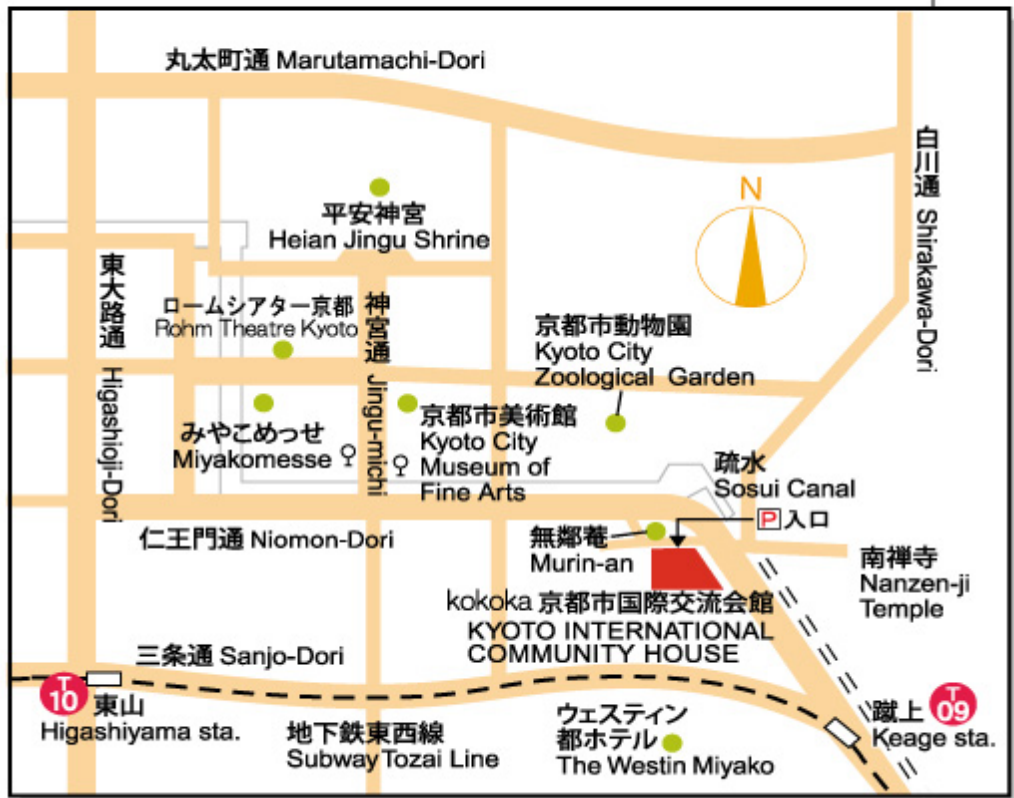 丸太町通 Marutamachi-Dori
白川通 Shirakawa-Dori
N
平安神宮
Heian Jingu Shrine
東大路通 Higashioji-Dori
ロームシアター京都
Rohm Theatre Kyoto
神宮通 Jingu-michi
京都市動物園
Kyoto City
Zoological Garden
みやこめっせ
Miyakomesse
京都市美術館
Kyoto City
Museum of
Fine Arts
疏水
Sosui Canal
P入口
仁王門通 Niomon-Dori
無鄰菴
Murin-an
南禅寺
Nanzen-ji
Temple
kokoka 京都市国際交流会館
KYOTO INTERNATIONAL
COMMUNITY HOUSE
三条通 Sanjo-Dori
T
10
東山
Higashiyama sta.
地下鉄東西線
Subway Tozai Line
ウェスティン
都ホテル
The Westin Miyako
蹴上
Keage sta.
T
09